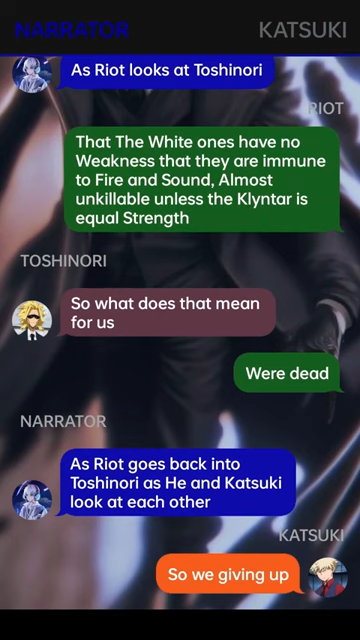 NARRATOR
KATSUKI
As Riot looks at Toshinori
RIOT
That The White ones have no
Weakness that they are immune
to Fire and Sound, Almost
unkillable unless the Klyntar is
equal Strength
TOSHINORI
So what does that mean
for us
Were dead
NARRATOR
As Riot goes back into
Toshinori as He and Katsuki
look at each other
KATSUKI
So we giving up